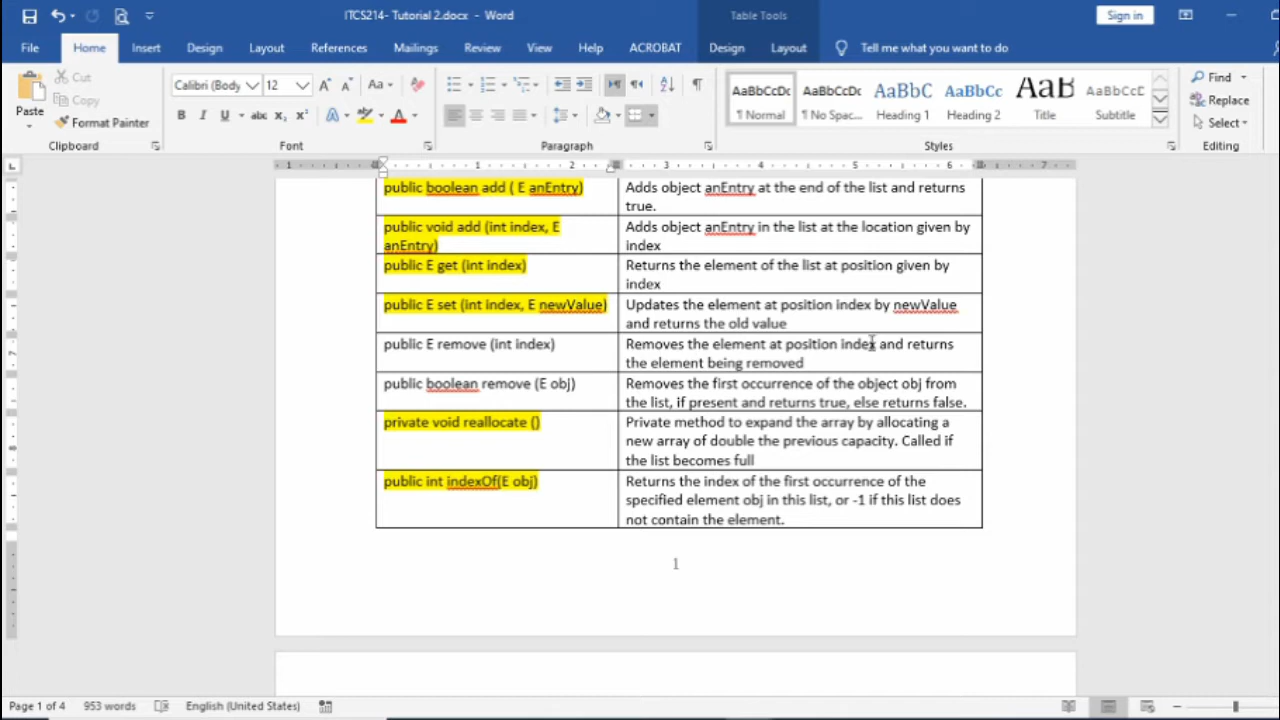 ITCS214- Tutorial 2.docx - Word
Table Tools
Sign in
File Home Insert Design Layout References Mailings Review View Help ACROBAT Design Layout Tell me what you want to do
Paste
Cut
Copy
Format Painter
Calibri (Body 12
AaBbCcDc AaBbCcDc AaBbC AaBbCc AaB AaBbCcC
¶ Normal ¶ No Spac... Heading 1 Heading 2 Title Subtitle
Find
Replace
Select
Clipboard Font Paragraph Styles Editing
1 1 2 3 4 5 6 7
public boolean add ( E anEntry)
Adds object anEntry at the end of the list and returns
true.
public void add (int index, E
anEntry)
Adds object anEntry in the list at the location given by
index
public E get (int index)
Returns the element of the list at position given by
index
public E set (int index, E newValue)
Updates the element at position index by newValue
and returns the old value
public E remove (int index)
Removes the element at position index and returns
the element being removed
public boolean remove (E obj)
Removes the first occurrence of the object obj from
the list, if present and returns true, else returns false.
private void reallocate ()
Private method to expand the array by allocating a
new array of double the previous capacity. Called if
the list becomes full
public int indexOf(E obj)
Returns the index of the first occurrence of the
specified element obj in this list, or -1 if this list does
not contain the element.
1
Page 1 of 4 953 words English (United States)